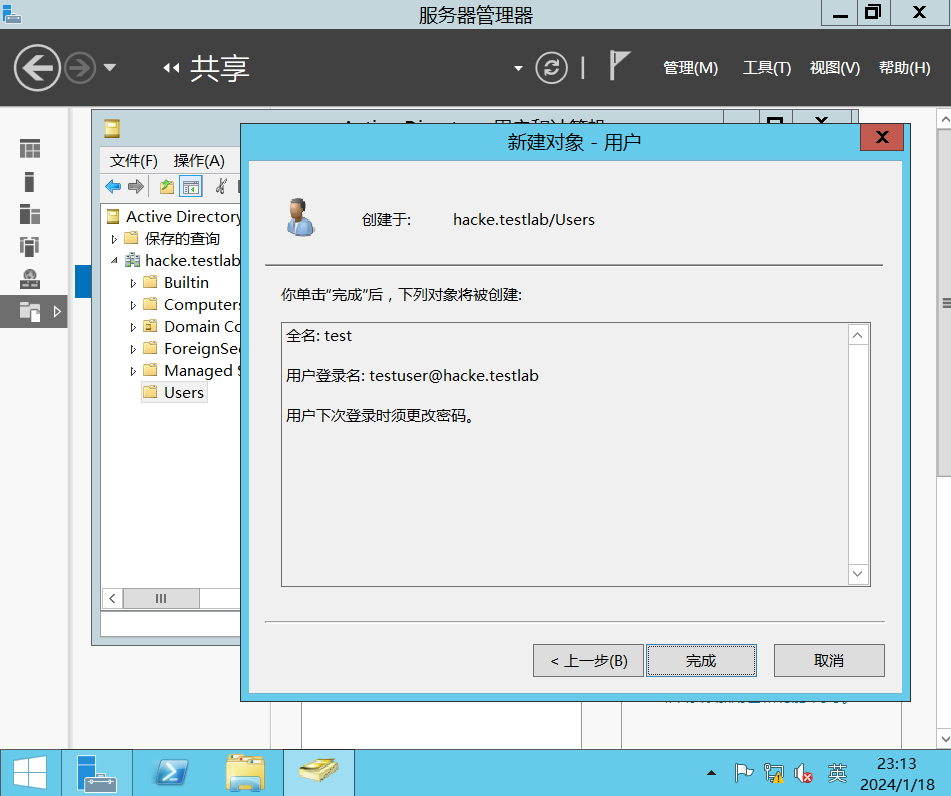 服务器管理器
共享
管理(M) 工具(T) 视图(V) 帮助(H)
新建对象 - 用户
文件(F) 操作(A)
创建于: hacke.testlab/Users
Active Directory
保存的查询
hacke.testlab
Builtin
Computers
Domain Co
ForeignSec
Managed S
Users
你单击“完成”后，下列对象将被创建:
全名: test
用户登录名: testuser@hacke.testlab
用户下次登录时须更改密码。
< 上一步(B) 完成 取消
英
23:13
2024/1/18